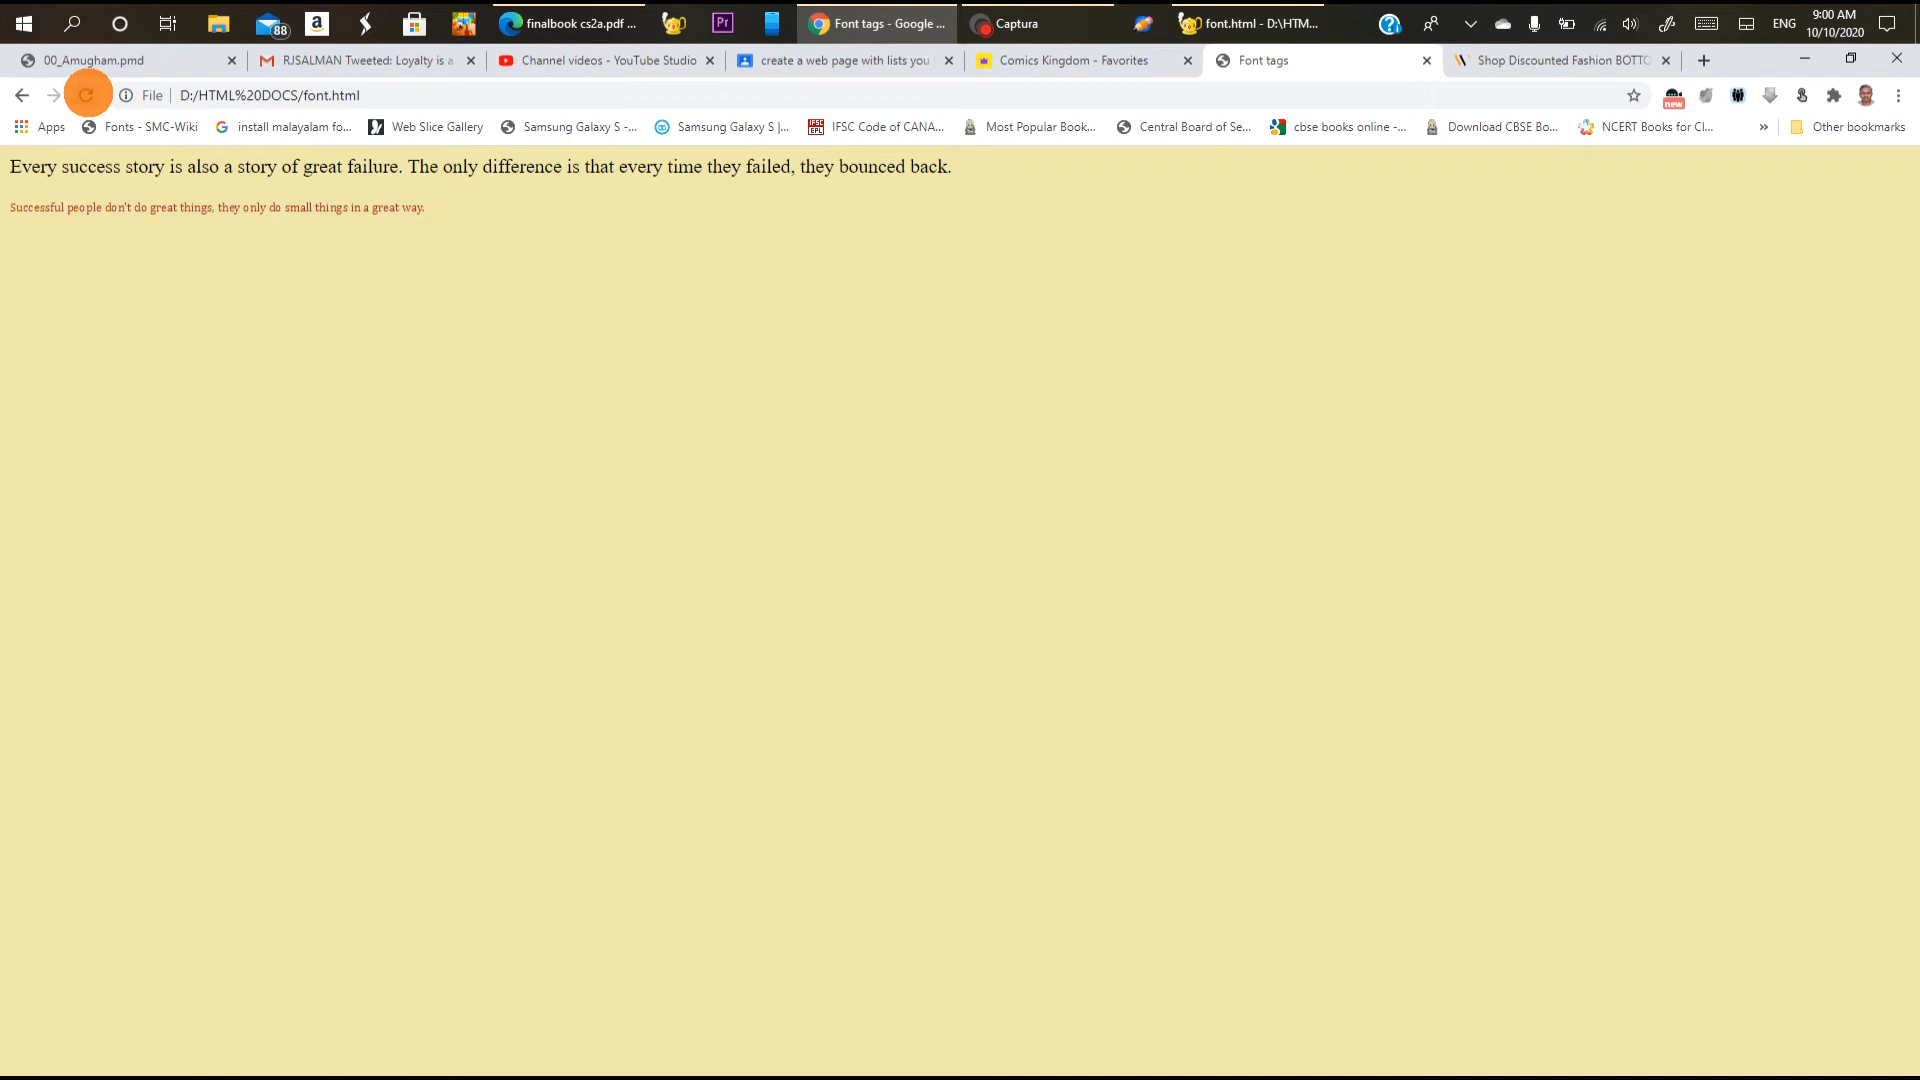 88
finalbook cs2a.pdf ...
Pr
Font tags - Google ...
Captura
font.html - D:\HTM...
ENG
9:00 AM
10/10/2020
00_Amugham.pmd
RJSALMAN Tweeted: Loyalty is a
Channel videos - YouTube Studio
create a web page with lists you
Comics Kingdom - Favorites
Font tags
Shop Discounted Fashion BOTTO
File
D:/HTML%20DOCS/font.html
new
Apps
Fonts - SMC-Wiki
install malayalam fo...
Web Slice Gallery
Samsung Galaxy S -...
Samsung Galaxy S |...
IFSC Code of CANA...
Most Popular Book...
Central Board of Se...
cbse books online -...
Download CBSE Bo...
NCERT Books for Cl...
»
Other bookmarks
Every success story is also a story of great failure. The only difference is that every time they failed, they bounced back.
Successful people don't do great things, they only do small things in a great way.